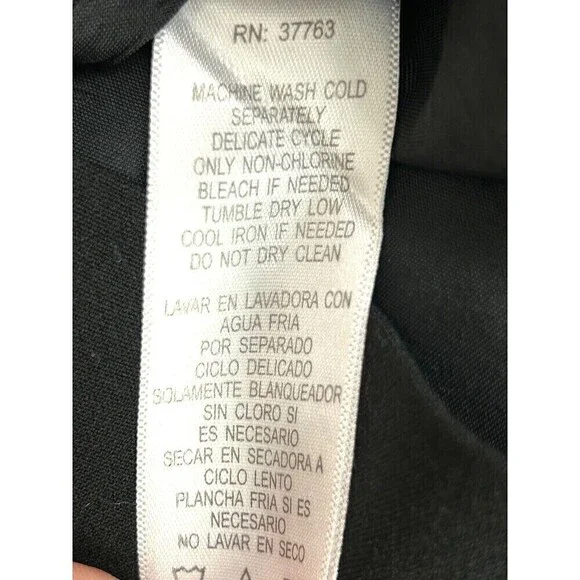 RN: 37763
MACHINE WASH COLD
SEPARATELY
DELICATE CYCLE
ONLY NON-CHLORINE
BLEACH IF NEEDED
TUMBLE DRY LOW
COOL IRON IF NEEDED
DO NOT DRY CLEAN
LAVAR EN LAVADORA CON
AGUA FRIA
POR SEPARADO
CICLO DELICADO
SOLAMENTE BLANQUEADOR
SIN CLORO SI
ES NECESARIO
SECAR EN SECADORA A
CICLO LENTO
PLANCHA FRIA SI ES
NECESARIO
NO LAVAR EN SECO